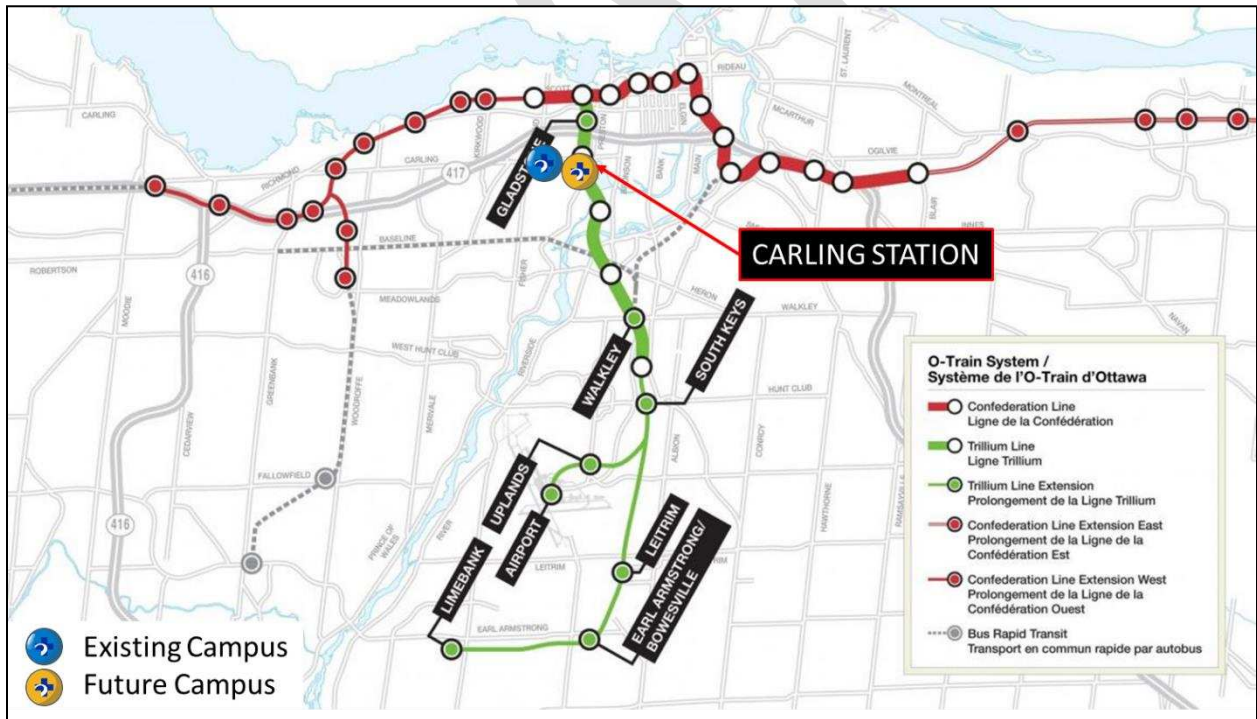 RIDEAU
ST. LAURENT
MONTREAL
SCOTT
CARLING
KIRKWOOD
PRESTON
ELGIN
MCARTHUR
OGILVIE
GLADSTONE
CARLING
RICHMOND
417
BRONSON
BANK
MAIN
BLAIR
INNES
CARLING STATION
BASELINE
ROBERTSON
416
FISHER
MOODIE
MEADOWLANDS
HERON
WALKLEY
NAVAN
SOUTH KEYS
WEST HUNT CLUB
RIVERSIDE
WALKLEY
HUNT CLUB
GREENBANK
WOODROFFE
MERIVALE
CEDARVIEW
ALBION
CONROY
HAWTHORNE
RAMSAYVILLE
FALLOWFIELD
UPLANDS
AIRPORT
416
PRINCE OF
WALES
RIVER
LIMEBANK
LEITRIM
LEITRIM
EARL ARMSTRONG/
BOWESVILLE
EARL ARMSTRONG
O-Train System /
Système de l'O-Train d'Ottawa
Confederation Line
Ligne de la Confédération
Trillium Line
Ligne Trillium
Trillium Line Extension
Prolongement de la Ligne Trillium
Confederation Line Extension East
Prolongement de la Ligne de la
Confédération Est
Confederation Line Extension West
Prolongement de la Ligne de la
Confédération Ouest
Bus Rapid Transit
Transport en commun rapide par autobus
Existing Campus
Future Campus